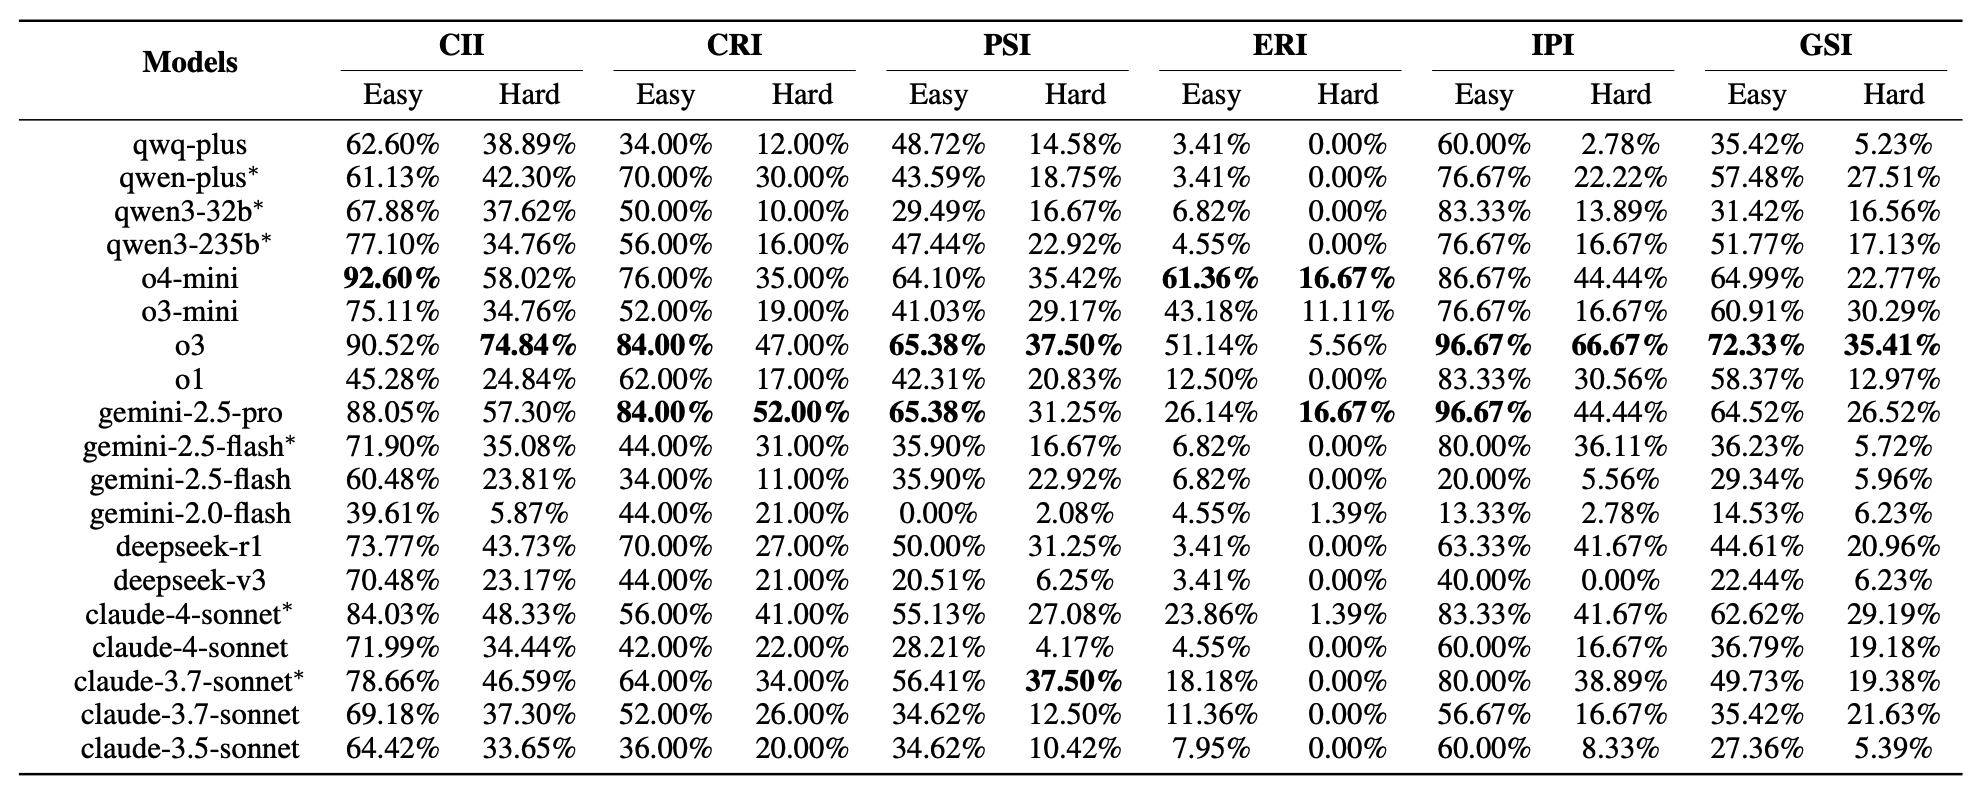 Models CII CRI PSI ERI IPI GSI
Easy Hard Easy Hard Easy Hard Easy Hard Easy Hard Easy Hard
qwq-plus 62.60% 38.89% 34.00% 12.00% 48.72% 14.58% 3.41% 0.00% 60.00% 2.78% 35.42% 5.23%
qwen-plus* 61.13% 42.30% 70.00% 30.00% 43.59% 18.75% 3.41% 0.00% 76.67% 22.22% 57.48% 27.51%
qwen3-32b* 67.88% 37.62% 50.00% 10.00% 29.49% 16.67% 6.82% 0.00% 83.33% 13.89% 31.42% 16.56%
qwen3-235b* 77.10% 34.76% 56.00% 16.00% 47.44% 22.92% 4.55% 0.00% 76.67% 16.67% 51.77% 17.13%
o4-mini 92.60% 58.02% 76.00% 35.00% 64.10% 35.42% 61.36% 16.67% 86.67% 44.44% 64.99% 22.77%
o3-mini 75.11% 34.76% 52.00% 19.00% 41.03% 29.17% 43.18% 11.11% 76.67% 16.67% 60.91% 30.29%
o3 90.52% 74.84% 84.00% 47.00% 65.38% 37.50% 51.14% 5.56% 96.67% 66.67% 72.33% 35.41%
o1 45.28% 24.84% 62.00% 17.00% 42.31% 20.83% 12.50% 0.00% 83.33% 30.56% 58.37% 12.97%
gemini-2.5-pro 88.05% 57.30% 84.00% 52.00% 65.38% 31.25% 26.14% 16.67% 96.67% 44.44% 64.52% 26.52%
gemini-2.5-flash* 71.90% 35.08% 44.00% 31.00% 35.90% 16.67% 6.82% 0.00% 80.00% 36.11% 36.23% 5.72%
gemini-2.5-flash 60.48% 23.81% 34.00% 11.00% 35.90% 22.92% 6.82% 0.00% 20.00% 5.56% 29.34% 5.96%
gemini-2.0-flash 39.61% 5.87% 44.00% 21.00% 0.00% 2.08% 4.55% 1.39% 13.33% 2.78% 14.53% 6.23%
deepseek-r1 73.77% 43.73% 70.00% 27.00% 50.00% 31.25% 3.41% 0.00% 63.33% 41.67% 44.61% 20.96%
deepseek-v3 70.48% 23.17% 44.00% 21.00% 20.51% 6.25% 3.41% 0.00% 40.00% 0.00% 22.44% 6.23%
claude-4-sonnet* 84.03% 48.33% 56.00% 41.00% 55.13% 27.08% 23.86% 1.39% 83.33% 41.67% 62.62% 29.19%
claude-4-sonnet 71.99% 34.44% 42.00% 22.00% 28.21% 4.17% 4.55% 0.00% 60.00% 16.67% 36.79% 19.18%
claude-3.7-sonnet* 78.66% 46.59% 64.00% 34.00% 56.41% 37.50% 18.18% 0.00% 80.00% 38.89% 49.73% 19.38%
claude-3.7-sonnet 69.18% 37.30% 52.00% 26.00% 34.62% 12.50% 11.36% 0.00% 56.67% 16.67% 35.42% 21.63%
claude-3.5-sonnet 64.42% 33.65% 36.00% 20.00% 34.62% 10.42% 7.95% 0.00% 60.00% 8.33% 27.36% 5.39%